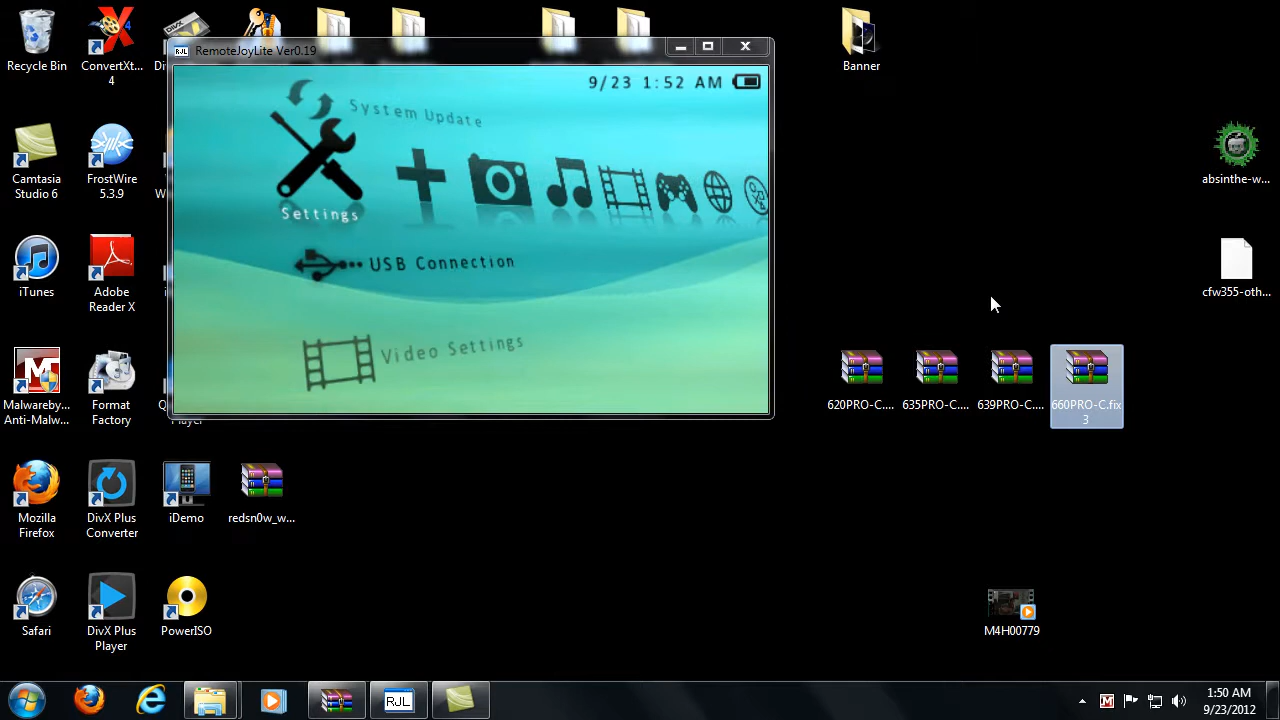 RJL RemoteJoyLite Ver0.19
9/23 1:52 AM
System Update
Settings
USB Connection
Video Settings
Recycle Bin
ConvertXt...
4
DivX
Di
Banner
Camtasia
Studio 6
FrostWire
5.3.9
W
absinthe-w...
iTunes
Adobe
Reader X
i
cfw355-oth...
Malwareby...
Anti-Malw...
Format
Factory
Q
Player
620PRO-C....
635PRO-C....
639PRO-C....
660PRO-C.fix
3
Mozilla
Firefox
DivX Plus
Converter
iDemo
redsn0w_w...
Safari
DivX Plus
Player
PowerISO
M4H00779
RJL
1:50 AM
9/23/2012